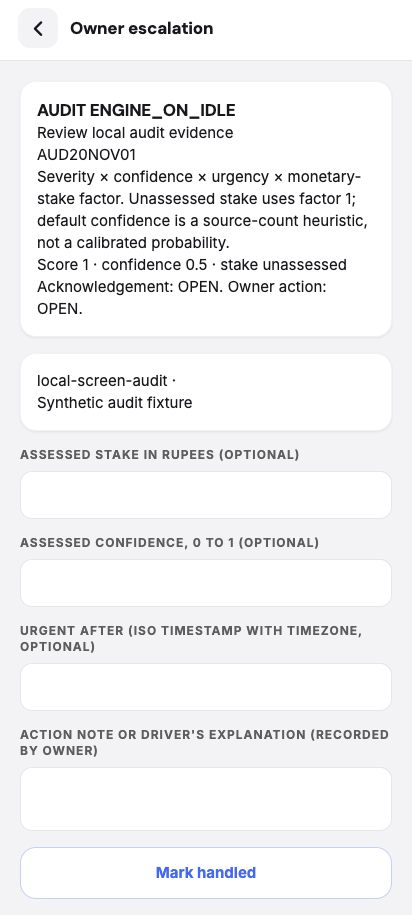 Owner escalation
AUDIT ENGINE_ON_IDLE
Review local audit evidence
AUD20NOV01
Severity × confidence × urgency × monetary-
stake factor. Unassessed stake uses factor 1;
default confidence is a source-count heuristic,
not a calibrated probability.
Score 1 · confidence 0.5 · stake unassessed
Acknowledgement: OPEN. Owner action:
OPEN.
local-screen-audit ·
Synthetic audit fixture
ASSESSED STAKE IN RUPEES (OPTIONAL)
ASSESSED CONFIDENCE, 0 TO 1 (OPTIONAL)
URGENT AFTER (ISO TIMESTAMP WITH TIMEZONE,
OPTIONAL)
ACTION NOTE OR DRIVER'S EXPLANATION (RECORDED
BY OWNER)
Mark handled